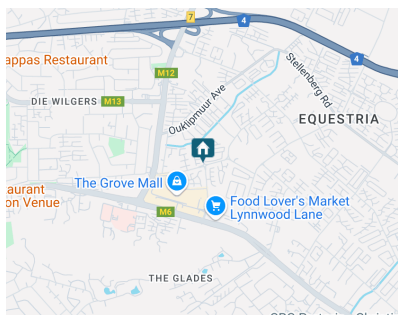 7
4
appas Restaurant
M12
4
Stellenberg Rd
DIE WILGERS
M13
Ouklipmuur Ave
EQUESTRIA
The Grove Mall
aurant
on Venue
Food Lover's Market
Lynnwood Lane
M6
THE GLADES